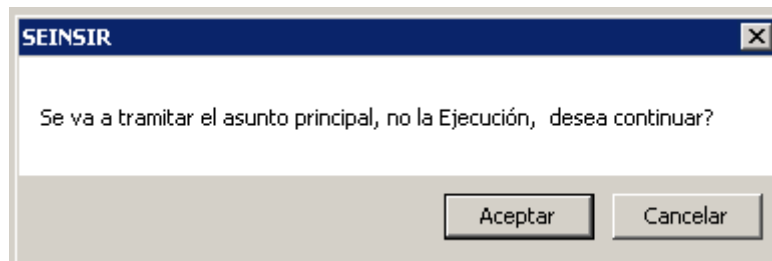 SEINSIR
Se va a tramitar el asunto principal, no la Ejecución,  desea continuar?
Aceptar
Cancelar